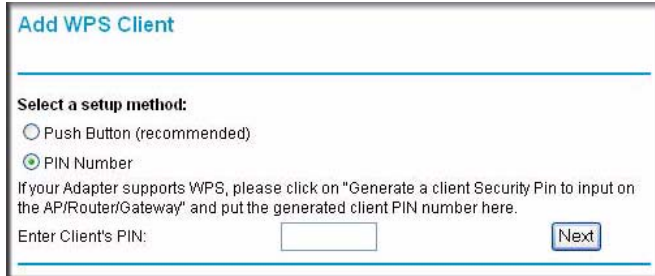 Add WPS Client
Select a setup method:
Push Button (recommended)
PIN Number
If your Adapter supports WPS, please click on "Generate a client Security Pin to input on
the AP/Router/Gateway" and put the generated client PIN number here.
Enter Client's PIN: Next